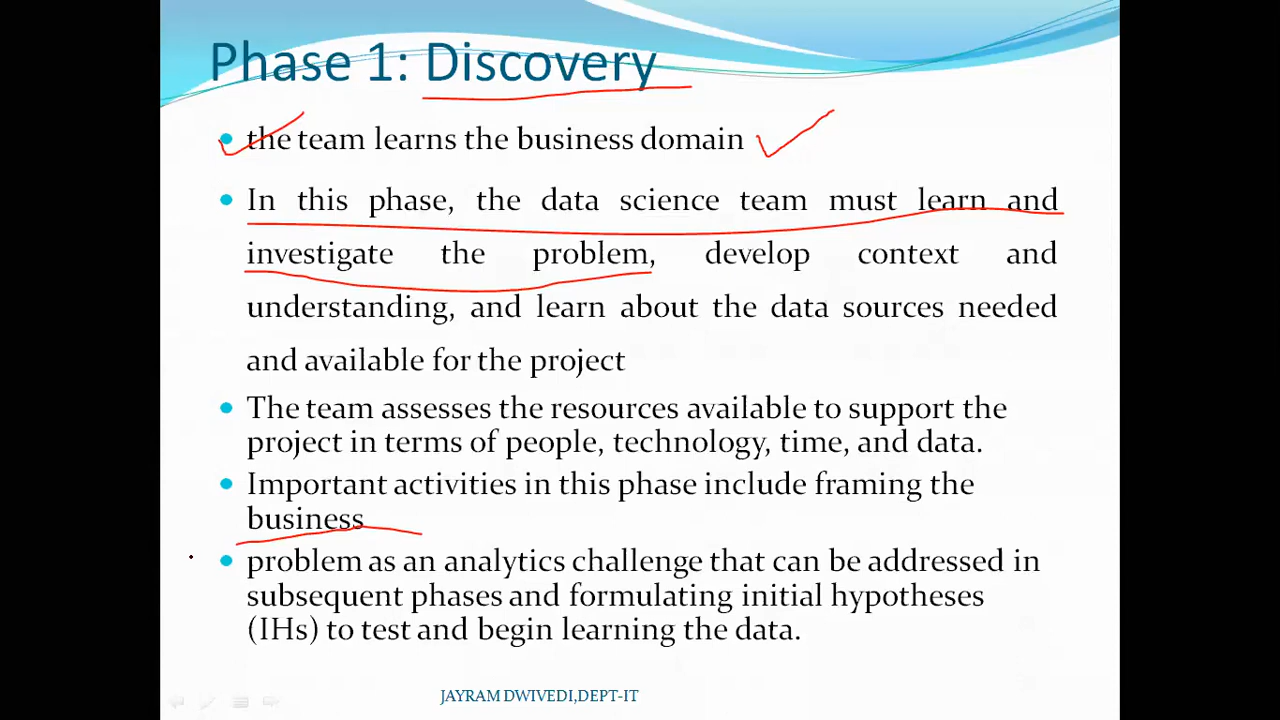 Phase 1: Discovery
the team learns the business domain
In this phase, the data science team must learn and
investigate the problem, develop context and
understanding, and learn about the data sources needed
and available for the project
The team assesses the resources available to support the
project in terms of people, technology, time, and data.
Important activities in this phase include framing the
business
problem as an analytics challenge that can be addressed in
subsequent phases and formulating initial hypotheses
(IHs) to test and begin learning the data.
JAYRAM DWIVEDI,DEPT-IT